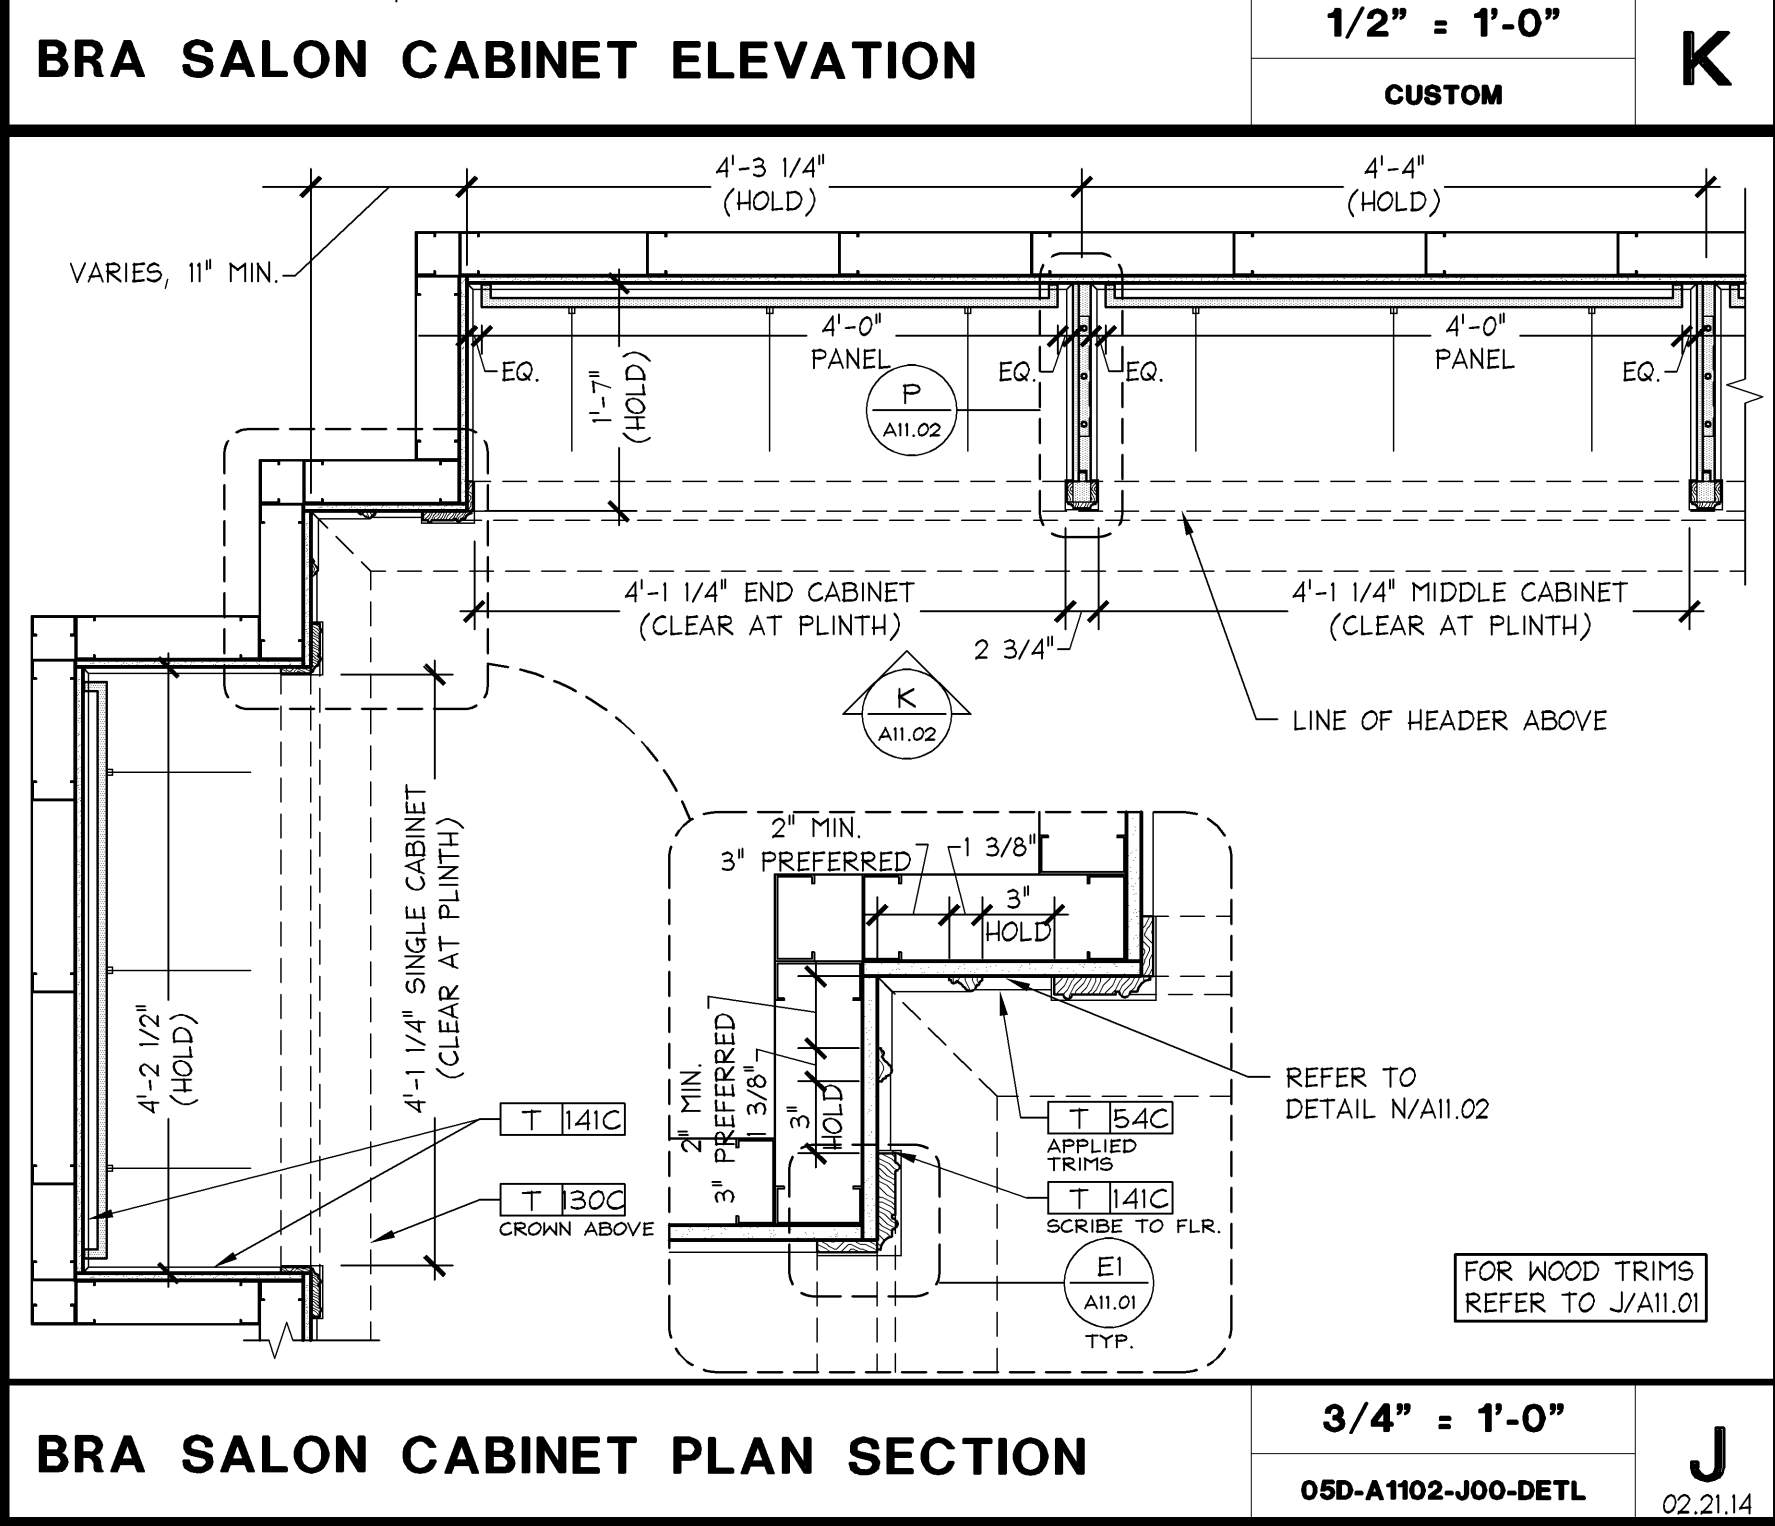 BRA SALON CABINET ELEVATION
1/2” = 1’-0”
CUSTOM
K
4'-3 1/4"
(HOLD)
4'-4"
(HOLD)
VARIES, 11" MIN.
4'-0"
PANEL
4'-0"
PANEL
EQ.
EQ.
EQ.
EQ.
1'-7"
(HOLD)
P
A11.02
4'-1 1/4" END CABINET
(CLEAR AT PLINTH)
4'-1 1/4" MIDDLE CABINET
(CLEAR AT PLINTH)
2 3/4"
K
A11.02
LINE OF HEADER ABOVE
4'-2 1/2"
(HOLD)
4'-1 1/4" SINGLE CABINET
(CLEAR AT PLINTH)
2" MIN.
3" PREFERRED
1 3/8"
3"
HOLD
2" MIN.
3" PREFERRED
1 3/8"
3"
HOLD
REFER TO
DETAIL N/A11.02
T 141C
T 54C
APPLIED
TRIMS
T 130C
CROWN ABOVE
T 141C
SCRIBE TO FLR.
E1
A11.01
TYP.
FOR WOOD TRIMS
REFER TO J/A11.01
BRA SALON CABINET PLAN SECTION
3/4” = 1’-0”
05D-A1102-J00-DETL
J
02.21.14